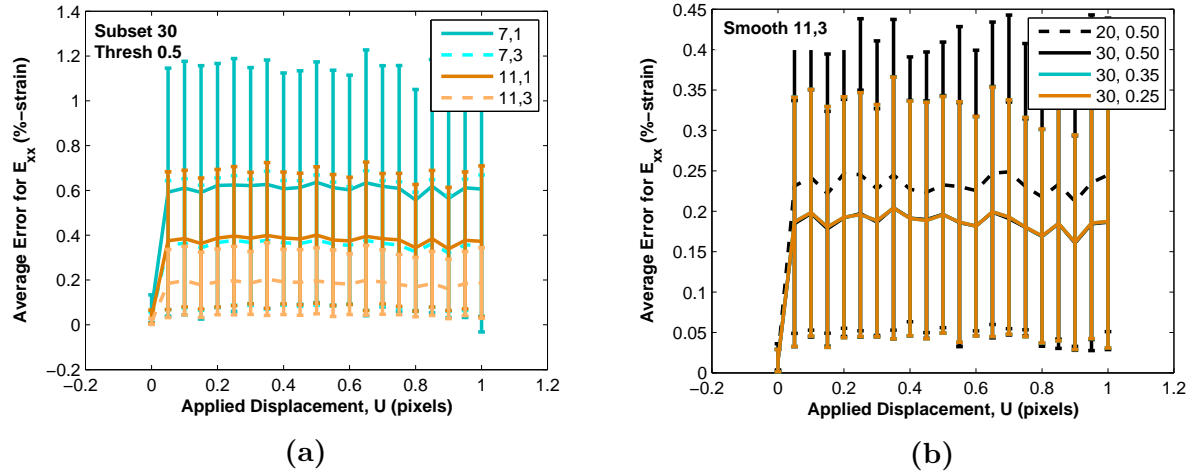 Subset 30
Thresh 0.5
7,1
7,3
11,1
11,3
1.4
1.2
1
0.8
0.6
0.4
0.2
0
−0.2
Average Error for Exx (%−strain)
−0.2 0 0.2 0.4 0.6 0.8 1 1.2
Applied Displacement, U (pixels)
(a)
Smooth 11,3
20, 0.50
30, 0.50
30, 0.35
30, 0.25
0.45
0.4
0.35
0.3
0.25
0.2
0.15
0.1
0.05
0
Average Error for Exx (%−strain)
−0.2 0 0.2 0.4 0.6 0.8 1 1.2
Applied Displacement, U (pixels)
(b)